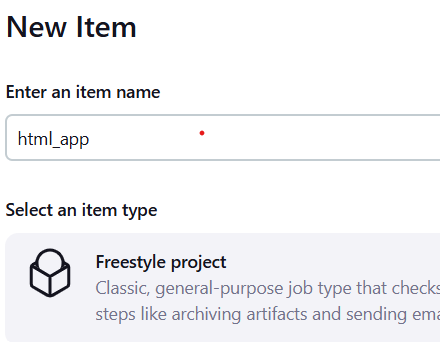 New Item
Enter an item name
html_app
Select an item type
Freestyle project
Classic, general-purpose job type that checks
steps like archiving artifacts and sending